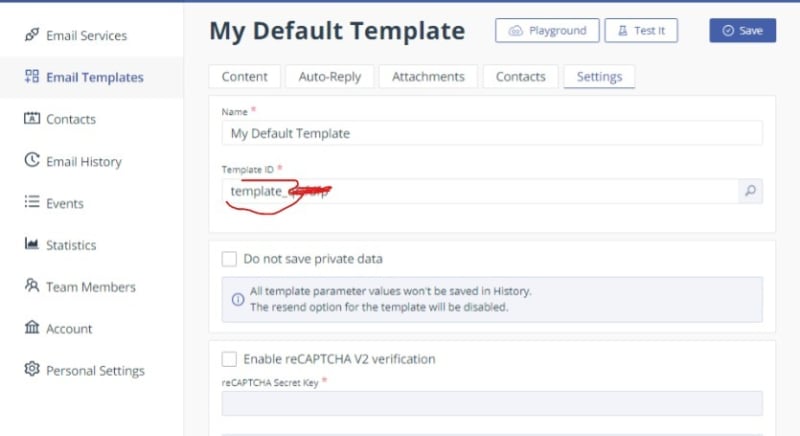 Email Services
Email Templates
Contacts
Email History
Events
Statistics
Team Members
Account
Personal Settings
My Default Template
Playground
Test It
Save
Content
Auto-Reply
Attachments
Contacts
Settings
Name *
My Default Template
Template ID *
template_
Do not save private data
All template parameter values won't be saved in History.
The resend option for the template will be disabled.
Enable reCAPTCHA V2 verification
reCAPTCHA Secret Key *